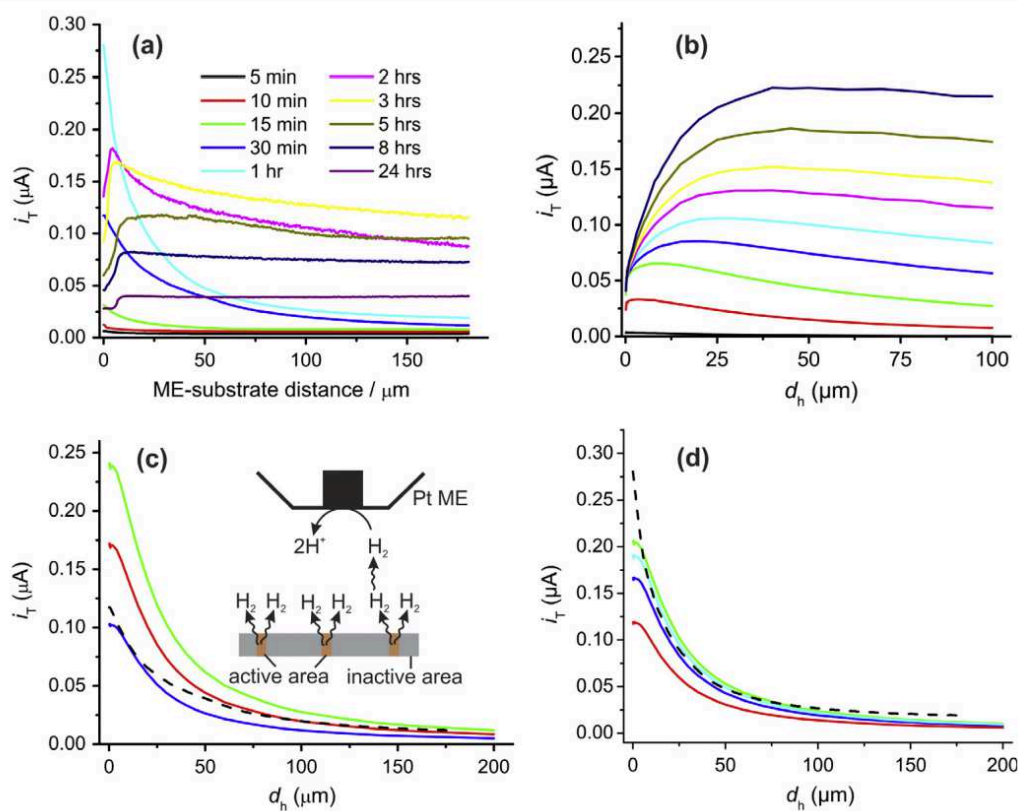 (a)
0.30
0.25
0.20
0.15
0.10
0.05
0.00
i_T (μA)
5 min
10 min
15 min
30 min
1 hr
2 hrs
3 hrs
5 hrs
8 hrs
24 hrs
0 50 100 150
ME-substrate distance / μm
(b)
0.25
0.20
0.15
0.10
0.05
0.00
i_T (μA)
0 25 50 75 100
d_h (μm)
(c)
0.25
0.20
0.15
0.10
0.05
0.00
i_T (μA)
Pt ME
2H⁺ H₂
H₂ H₂ H₂ H₂ H₂ H₂
active area inactive area
0 50 100 150 200
d_h (μm)
(d)
0.30
0.25
0.20
0.15
0.10
0.05
0.00
i_T (μA)
0 50 100 150 200
d_h (μm)